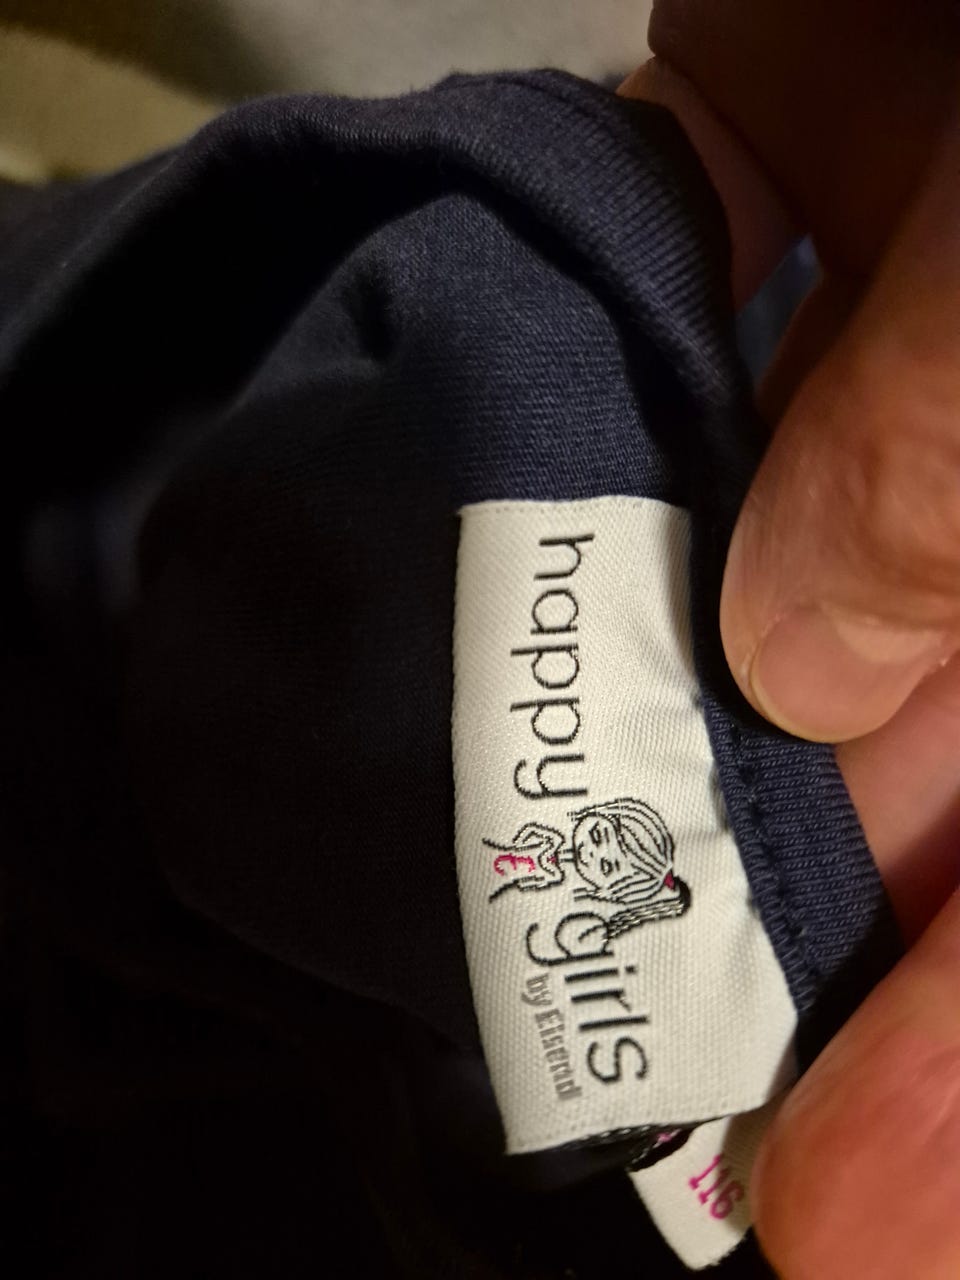 happy girls
by Eisend
E
116